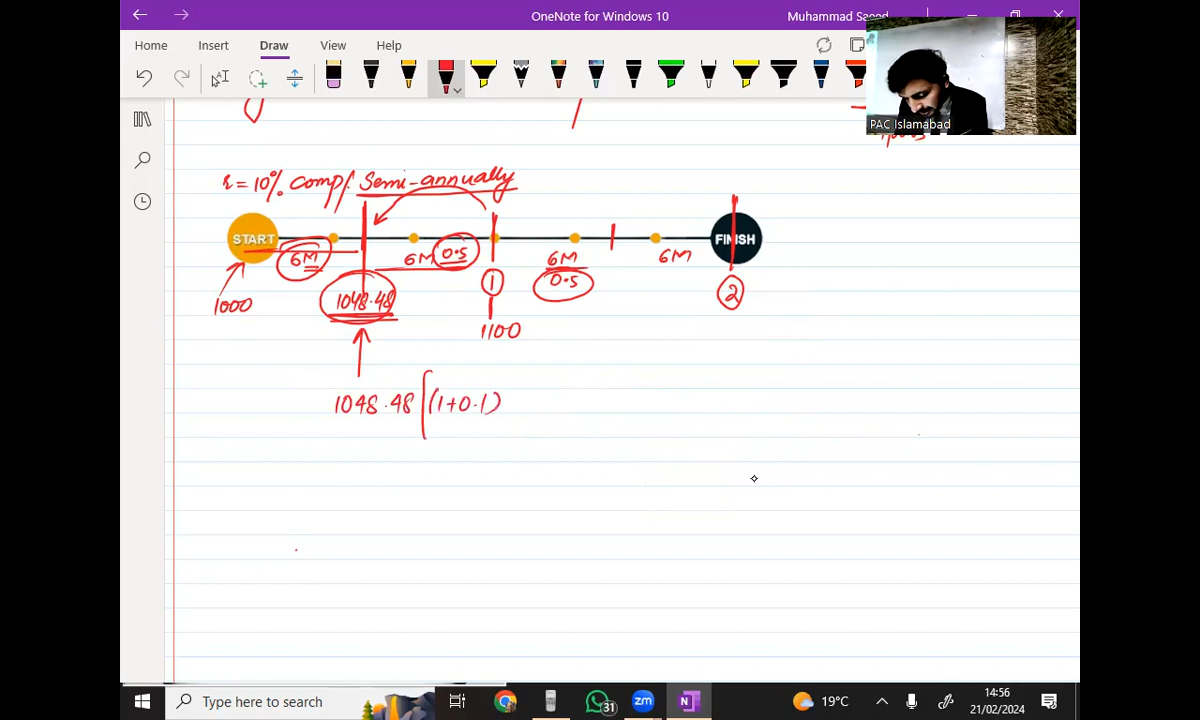 OneNote for Windows 10
Muhammad Saeed
Home Insert Draw View Help
PAC Islamabad
r = 10% comp/. Semi-annually
START
FINISH
6M
6M 0.5
6M
6M
0.5
1000
1048.48
1
2
1100
1048.48 (1+0.1)
Type here to search
31
zm
N
19°C
14:56
21/02/2024